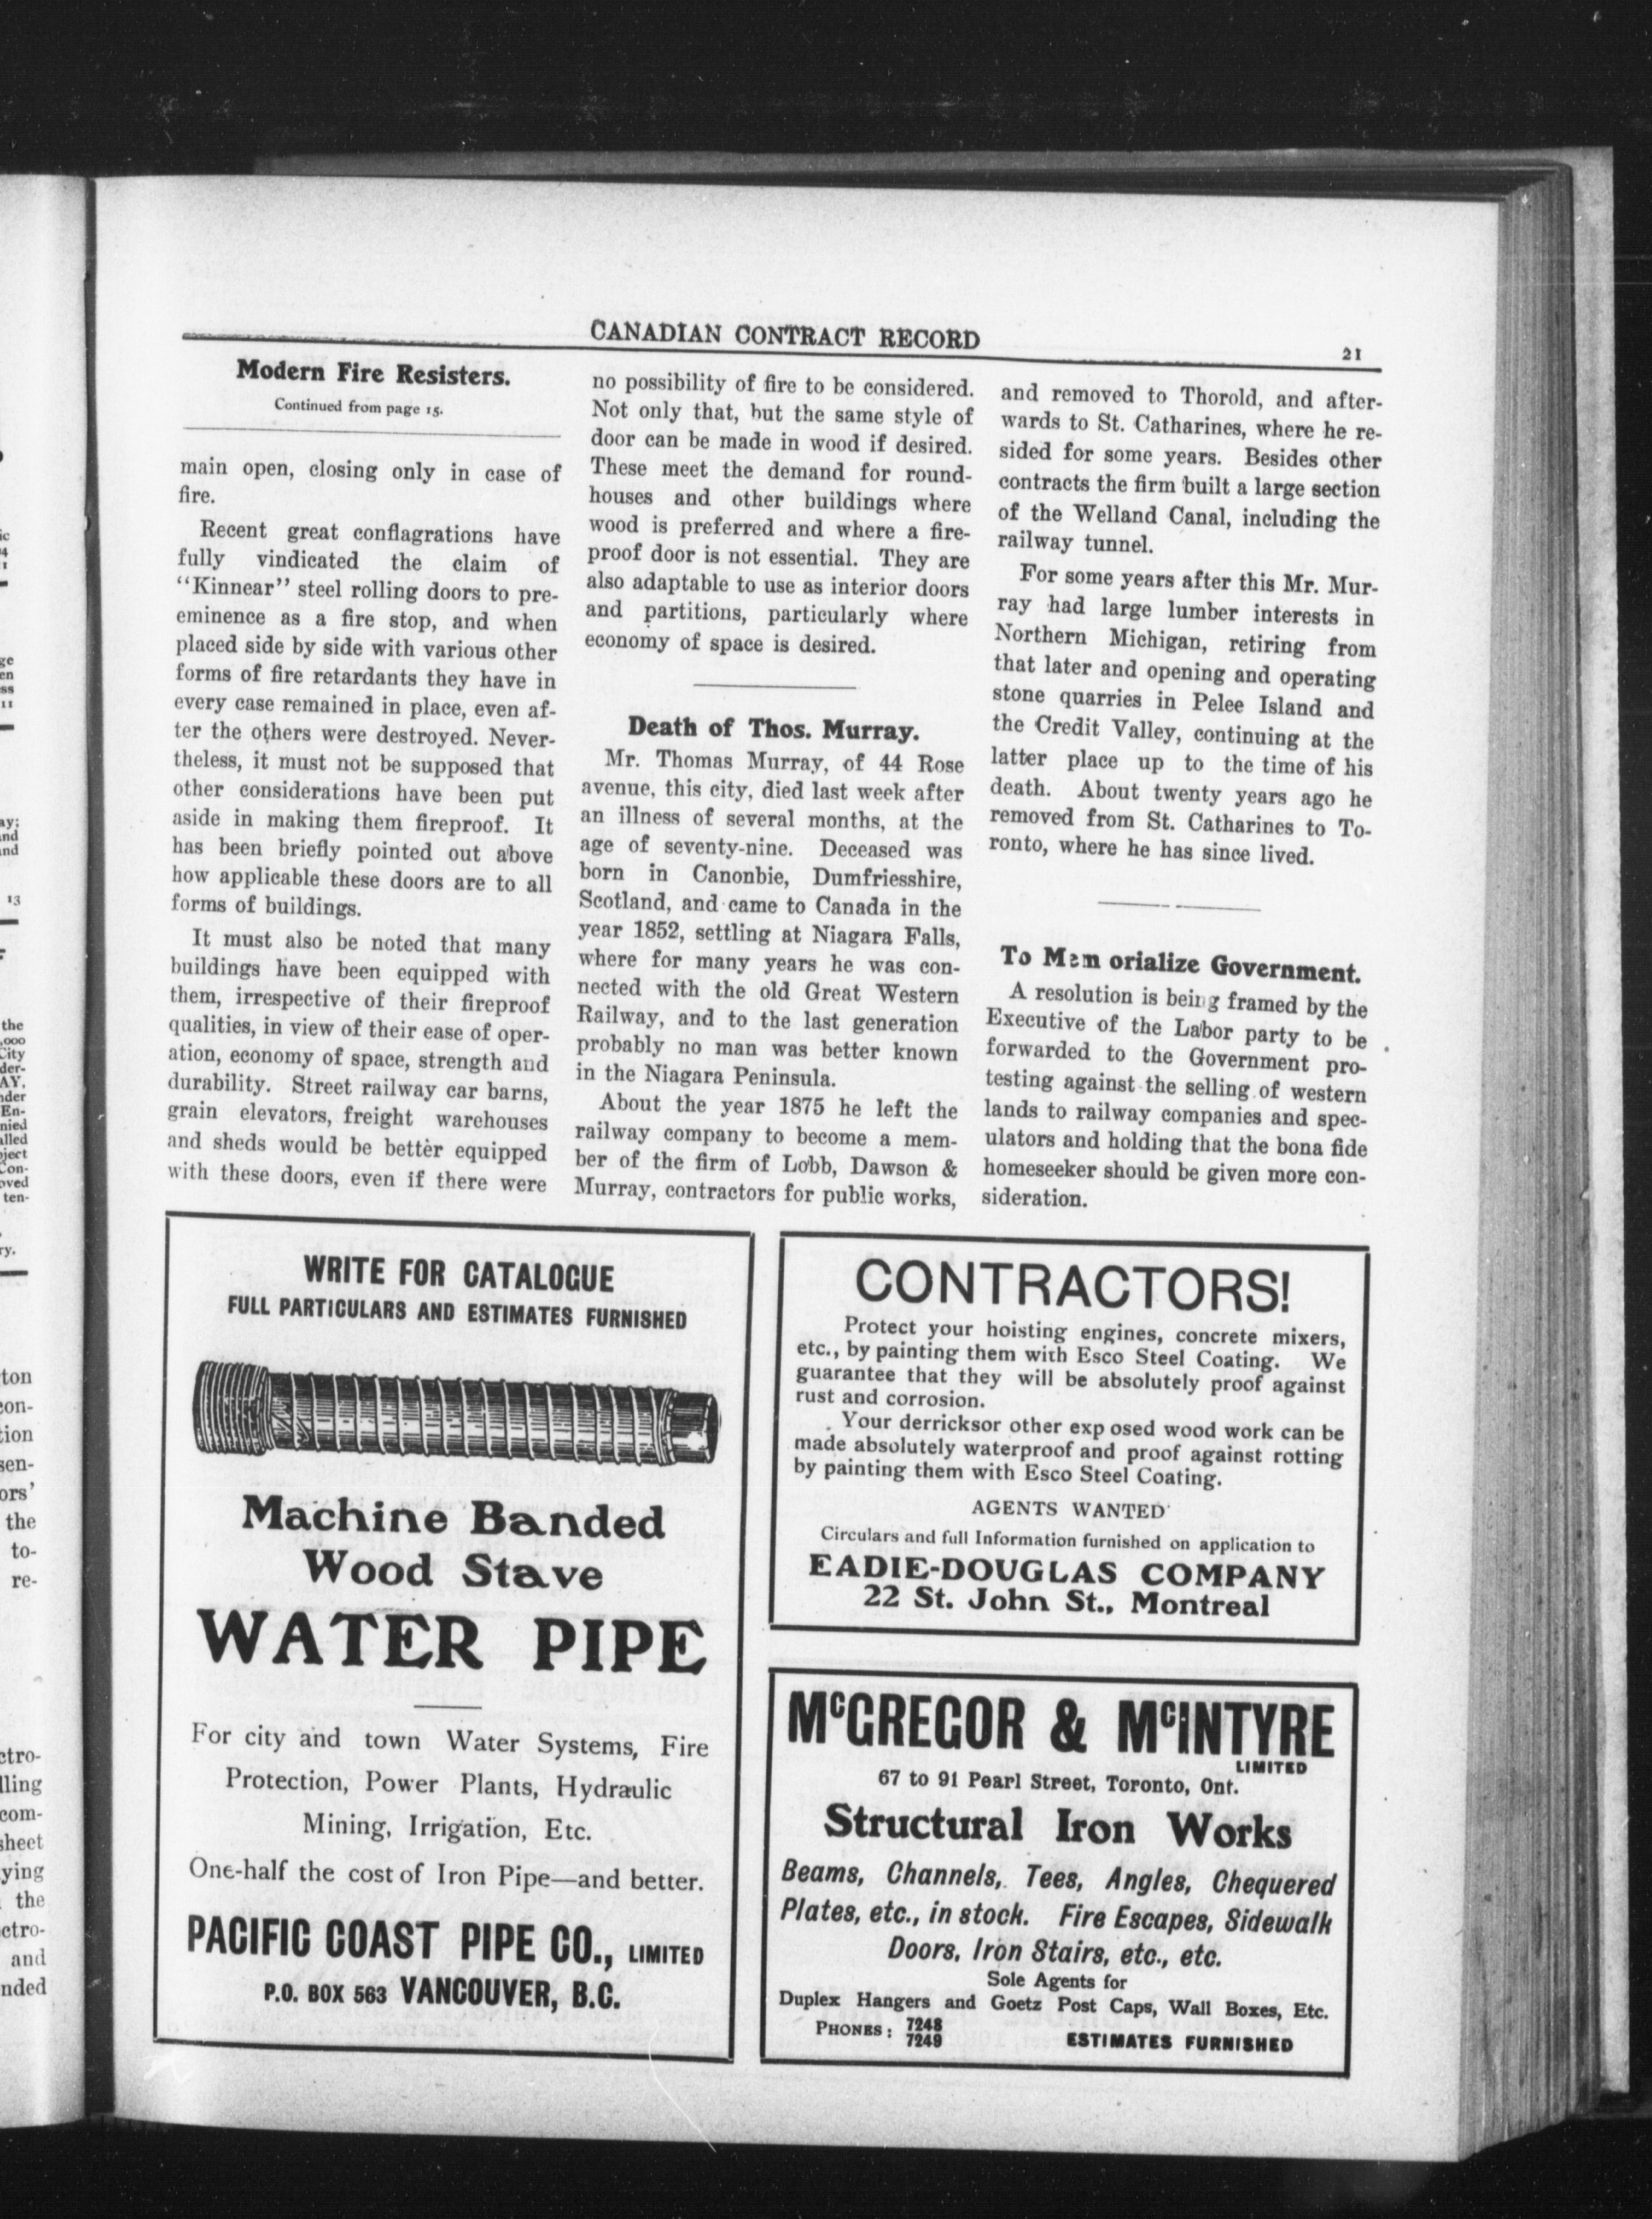 CANADIAN CONTRACT RECORD
21
Modern Fire Resisters.
Continued from page 15.
main open, closing only in case of
fire.
Recent great conflagrations have
fully vindicated the claim of
"Kinnear" steel rolling doors to pre-
eminence as a fire stop, and when
placed side by side with various other
forms of fire retardants they have in
every case remained in place, even af-
ter the others were destroyed. Never-
theless, it must not be supposed that
other considerations have been put
aside in making them fireproof. It
has been briefly pointed out above
how applicable these doors are to all
forms of buildings.
It must also be noted that many
buildings have been equipped with
them, irrespective of their fireproof
qualities, in view of their ease of oper-
ation, economy of space, strength and
durability. Street railway car barns,
grain elevators, freight warehouses
and sheds would be better equipped
with these doors, even if there were
no possibility of fire to be considered.
Not only that, but the same style of
door can be made in wood if desired.
These meet the demand for round-
houses and other buildings where
wood is preferred and where a fire-
proof door is not essential. They are
also adaptable to use as interior doors
and partitions, particularly where
economy of space is desired.
Death of Thos. Murray.
Mr. Thomas Murray, of 44 Rose
avenue, this city, died last week after
an illness of several months, at the
age of seventy-nine. Deceased was
born in Canonbie, Dumfriesshire,
Scotland, and came to Canada in the
year 1852, settling at Niagara Falls,
where for many years he was con-
nected with the old Great Western
Railway, and to the last generation
probably no man was better known
in the Niagara Peninsula.
About the year 1875 he left the
railway company to become a mem-
ber of the firm of Lobb, Dawson &
Murray, contractors for public works,
and removed to Thorold, and after-
wards to St. Catharines, where he re-
sided for some years. Besides other
contracts the firm built a large section
of the Welland Canal, including the
railway tunnel.
For some years after this Mr. Mur-
ray had large lumber interests in
Northern Michigan, retiring from
that later and opening and operating
stone quarries in Pelee Island and
the Credit Valley, continuing at the
latter place up to the time of his
death. About twenty years ago he
removed from St. Catharines to To-
ronto, where he has since lived.
To Mem orialize Government.
A resolution is being framed by the
Executive of the Labor party to be
forwarded to the Government pro-
testing against the selling of western
lands to railway companies and spec-
ulators and holding that the bona fide
homeseeker should be given more con-
sideration.
WRITE FOR CATALOGUE
FULL PARTICULARS AND ESTIMATES FURNISHED
Machine Banded
Wood Stave
WATER PIPE
For city and town Water Systems, Fire
Protection, Power Plants, Hydraulic
Mining, Irrigation, Etc.
One-half the cost of Iron Pipe—and better.
PACIFIC COAST PIPE CO., LIMITED
P.O. BOX 563 VANCOUVER, B.C.
CONTRACTORS!
Protect your hoisting engines, concrete mixers,
etc., by painting them with Esco Steel Coating. We
guarantee that they will be absolutely proof against
rust and corrosion.
Your derricksor other exp osed wood work can be
made absolutely waterproof and proof against rotting
by painting them with Esco Steel Coating.
AGENTS WANTED
Circulars and full Information furnished on application to
EADIE-DOUGLAS COMPANY
22 St. John St., Montreal
McGREGOR & McINTYRE
LIMITED
67 to 91 Pearl Street, Toronto, Ont.
Structural Iron Works
Beams, Channels, Tees, Angles, Chequered
Plates, etc., in stock. Fire Escapes, Sidewalk
Doors, Iron Stairs, etc., etc.
Sole Agents for
Duplex Hangers and Goetz Post Caps, Wall Boxes, Etc.
PHONES: 7248
7249
ESTIMATES FURNISHED